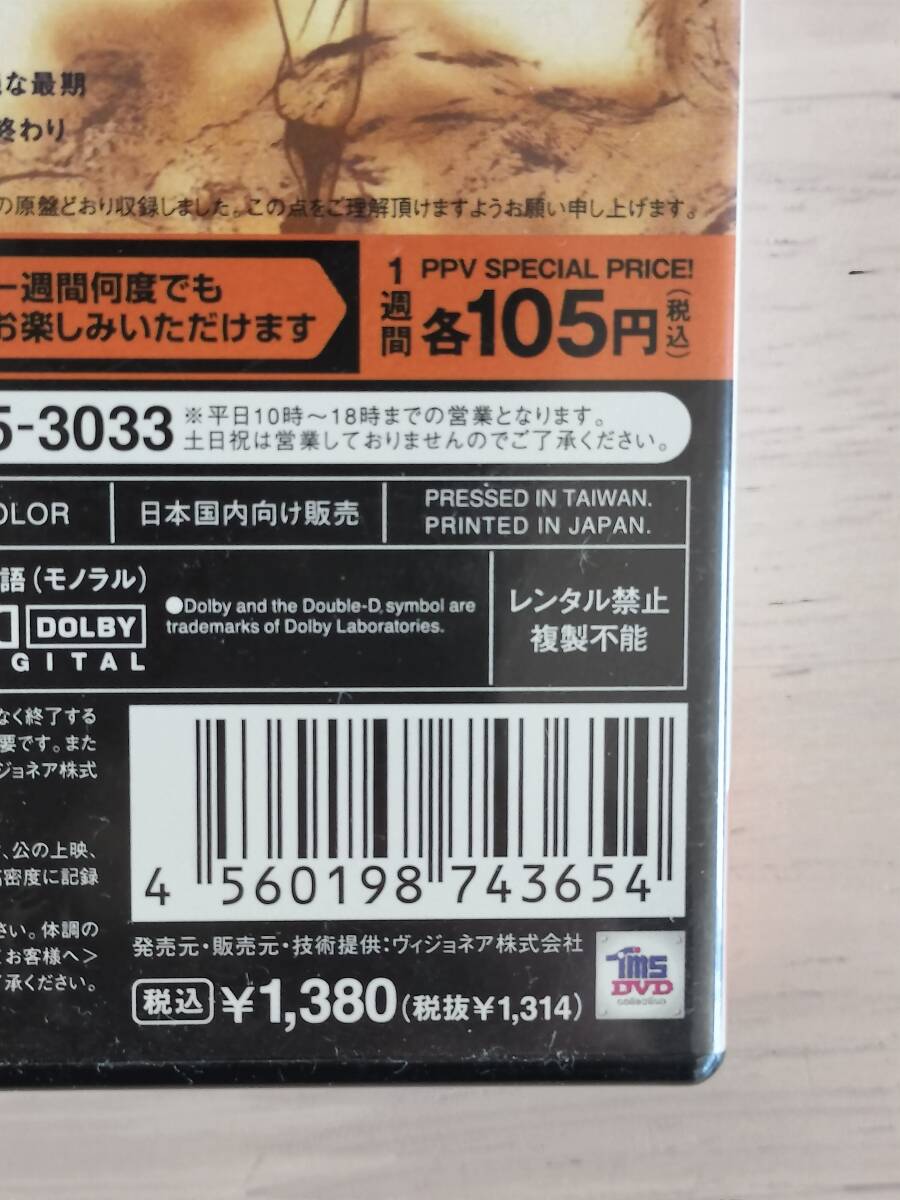 な最期
終わり
の原盤どおり収録しました。この点をご理解頂けますようお願い申し上げます。
一週間何度でも
お楽しみいただけます
1週間
PPV SPECIAL PRICE!
各105円(税込)
5-3033
※平日10時〜18時までの営業となります。
土日祝は営業しておりませんのでご了承ください。
OLOR
日本国内向け販売
PRESSED IN TAIWAN.
PRINTED IN JAPAN.
語(モノラル)
DOLBY
GITAL
●Dolby and the Double-D symbol are
trademarks of Dolby Laboratories.
レンタル禁止
複製不能
なく終了する
要です。また
ィジョネア株式
、公の上映、
高密度に記録
さい。体調の
くお客様へ>
了承ください。
4 560198 743654
発売元・販売元・技術提供:ヴィジョネア株式会社
税込 ¥1,380(税抜¥1,314)
TMS
DVD
collection